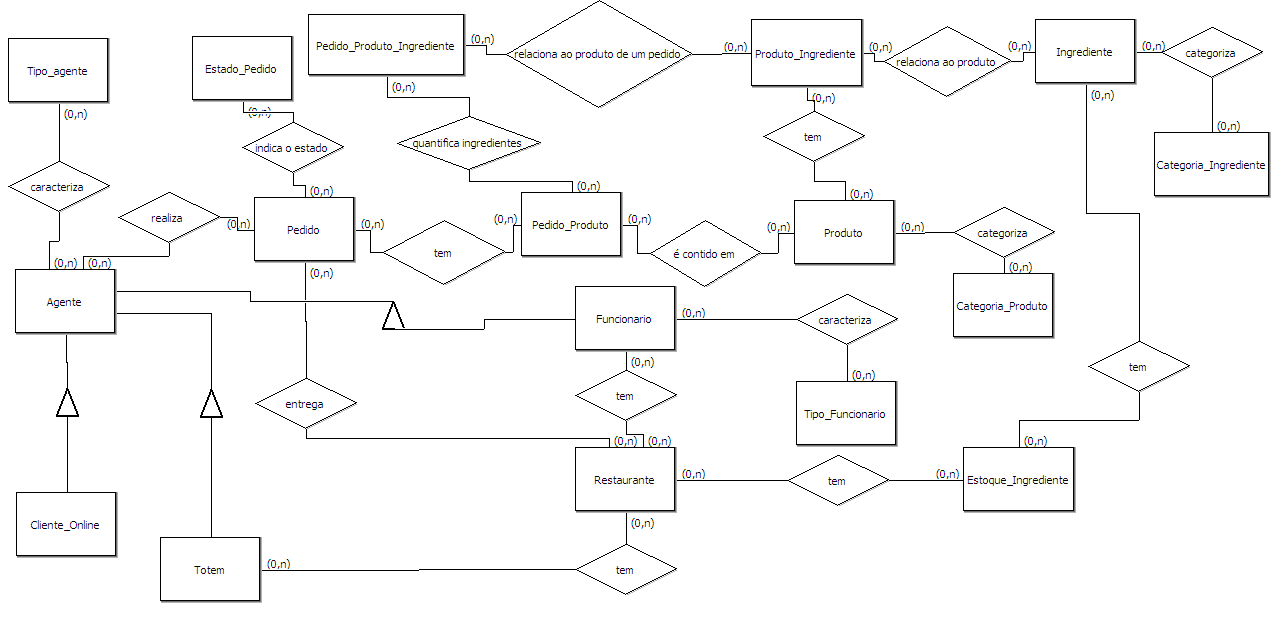 Pedido_Produto_Ingrediente
(0,n)
relaciona ao produto de um pedido
(0,n)
Produto_Ingrediente
(0,n)
relaciona ao produto
(0,n)
Ingrediente
(0,n)
categoriza
Tipo_agente
Estado_Pedido
(0,n)
(0,n)
(0,n)
(0,n)
(0,n)
(0,n)
Categoria_Ingrediente
indica o estado
quantifica ingredientes
tem
caracteriza
(0,n)
(0,n)
(0,n)
realiza
(0,n)
Pedido
(0,n)
tem
(0,n)
Pedido_Produto
(0,n)
é contido em
(0,n)
Produto
(0,n)
categoriza
(0,n)
(0,n)
(0,n)
(0,n)
Categoria_Produto
Agente
Funcionario
(0,n)
caracteriza
(0,n)
tem
(0,n)
Tipo_Funcionario
entrega
tem
(0,n)
(0,n)
(0,n)
Restaurante
(0,n)
tem
(0,n)
Estoque_Ingrediente
Cliente_Online
(0,n)
Totem
(0,n)
tem